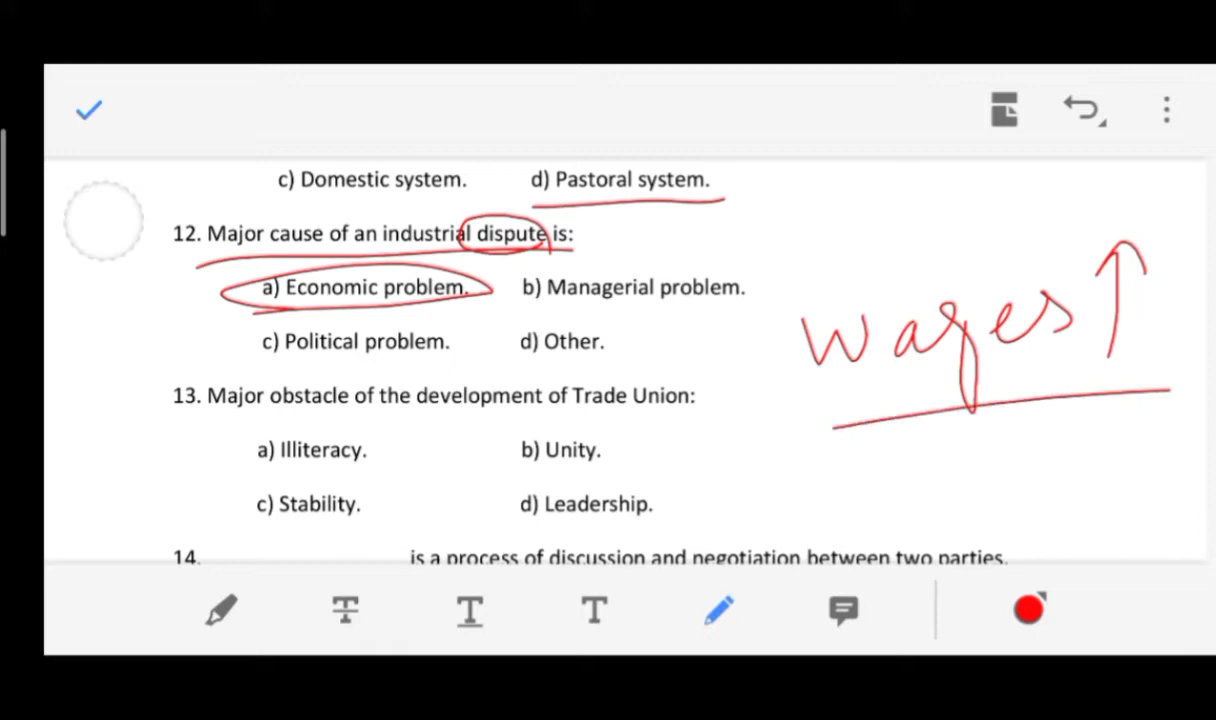 c) Domestic system. d) Pastoral system.
12. Major cause of an industrial dispute is:
a) Economic problem. b) Managerial problem.
wages ↑
c) Political problem. d) Other.
13. Major obstacle of the development of Trade Union:
a) Illiteracy. b) Unity.
c) Stability. d) Leadership.
14. is a process of discussion and negotiation between two parties.
T T T